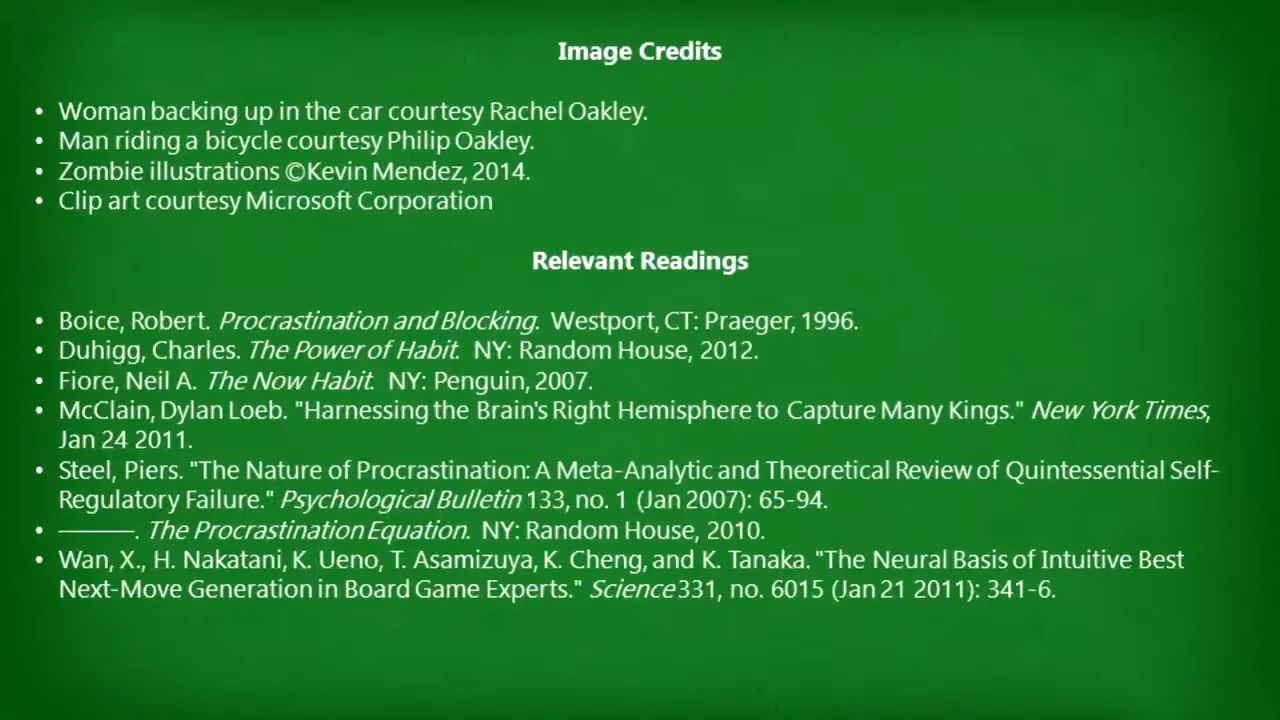 Image Credits
• Woman backing up in the car courtesy Rachel Oakley.
• Man riding a bicycle courtesy Philip Oakley.
• Zombie illustrations ©Kevin Mendez, 2014.
• Clip art courtesy Microsoft Corporation
Relevant Readings
• Boice, Robert. Procrastination and Blocking. Westport, CT: Praeger, 1996.
• Duhigg, Charles. The Power of Habit. NY: Random House, 2012.
• Fiore, Neil A. The Now Habit. NY: Penguin, 2007.
• McClain, Dylan Loeb. "Harnessing the Brain's Right Hemisphere to Capture Many Kings." New York Times,
Jan 24 2011.
• Steel, Piers. "The Nature of Procrastination: A Meta-Analytic and Theoretical Review of Quintessential Self-
Regulatory Failure." Psychological Bulletin 133, no. 1 (Jan 2007): 65-94.
• ———. The Procrastination Equation. NY: Random House, 2010.
• Wan, X., H. Nakatani, K. Ueno, T. Asamizuya, K. Cheng, and K. Tanaka. "The Neural Basis of Intuitive Best
Next-Move Generation in Board Game Experts." Science 331, no. 6015 (Jan 21 2011): 341-6.